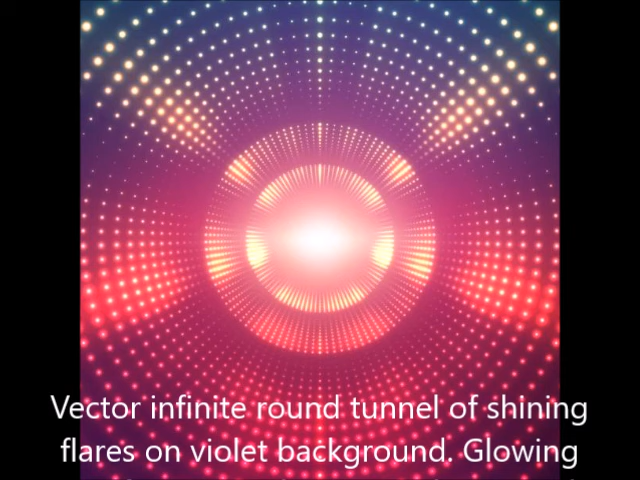 Vector infinite round tunnel of shining
flares on violet background. Glowing